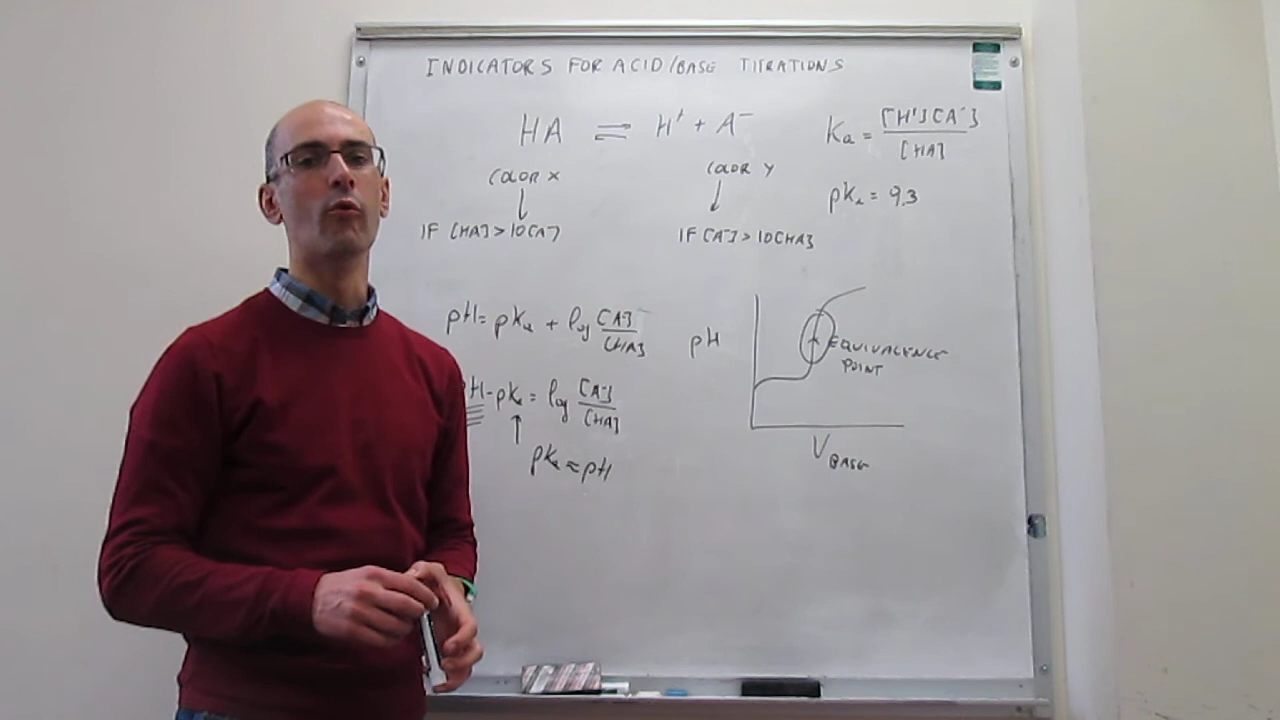 INDICATORS FOR ACID/BASE TITRATIONS
HA ⇌ H⁺ + A⁻
Ka = [H⁺][A⁻]/[HA]
COLOR X
COLOR Y
pKa = 9.3
IF [HA] > 10[A⁻]
IF [A⁻] > 10[HA]
pH = pKa + log [A⁻]/[HA]
pH
EQUIVALENCE
POINT
pH - pKa = log [A⁻]/[HA]
pKa ≈ pH
V BASE